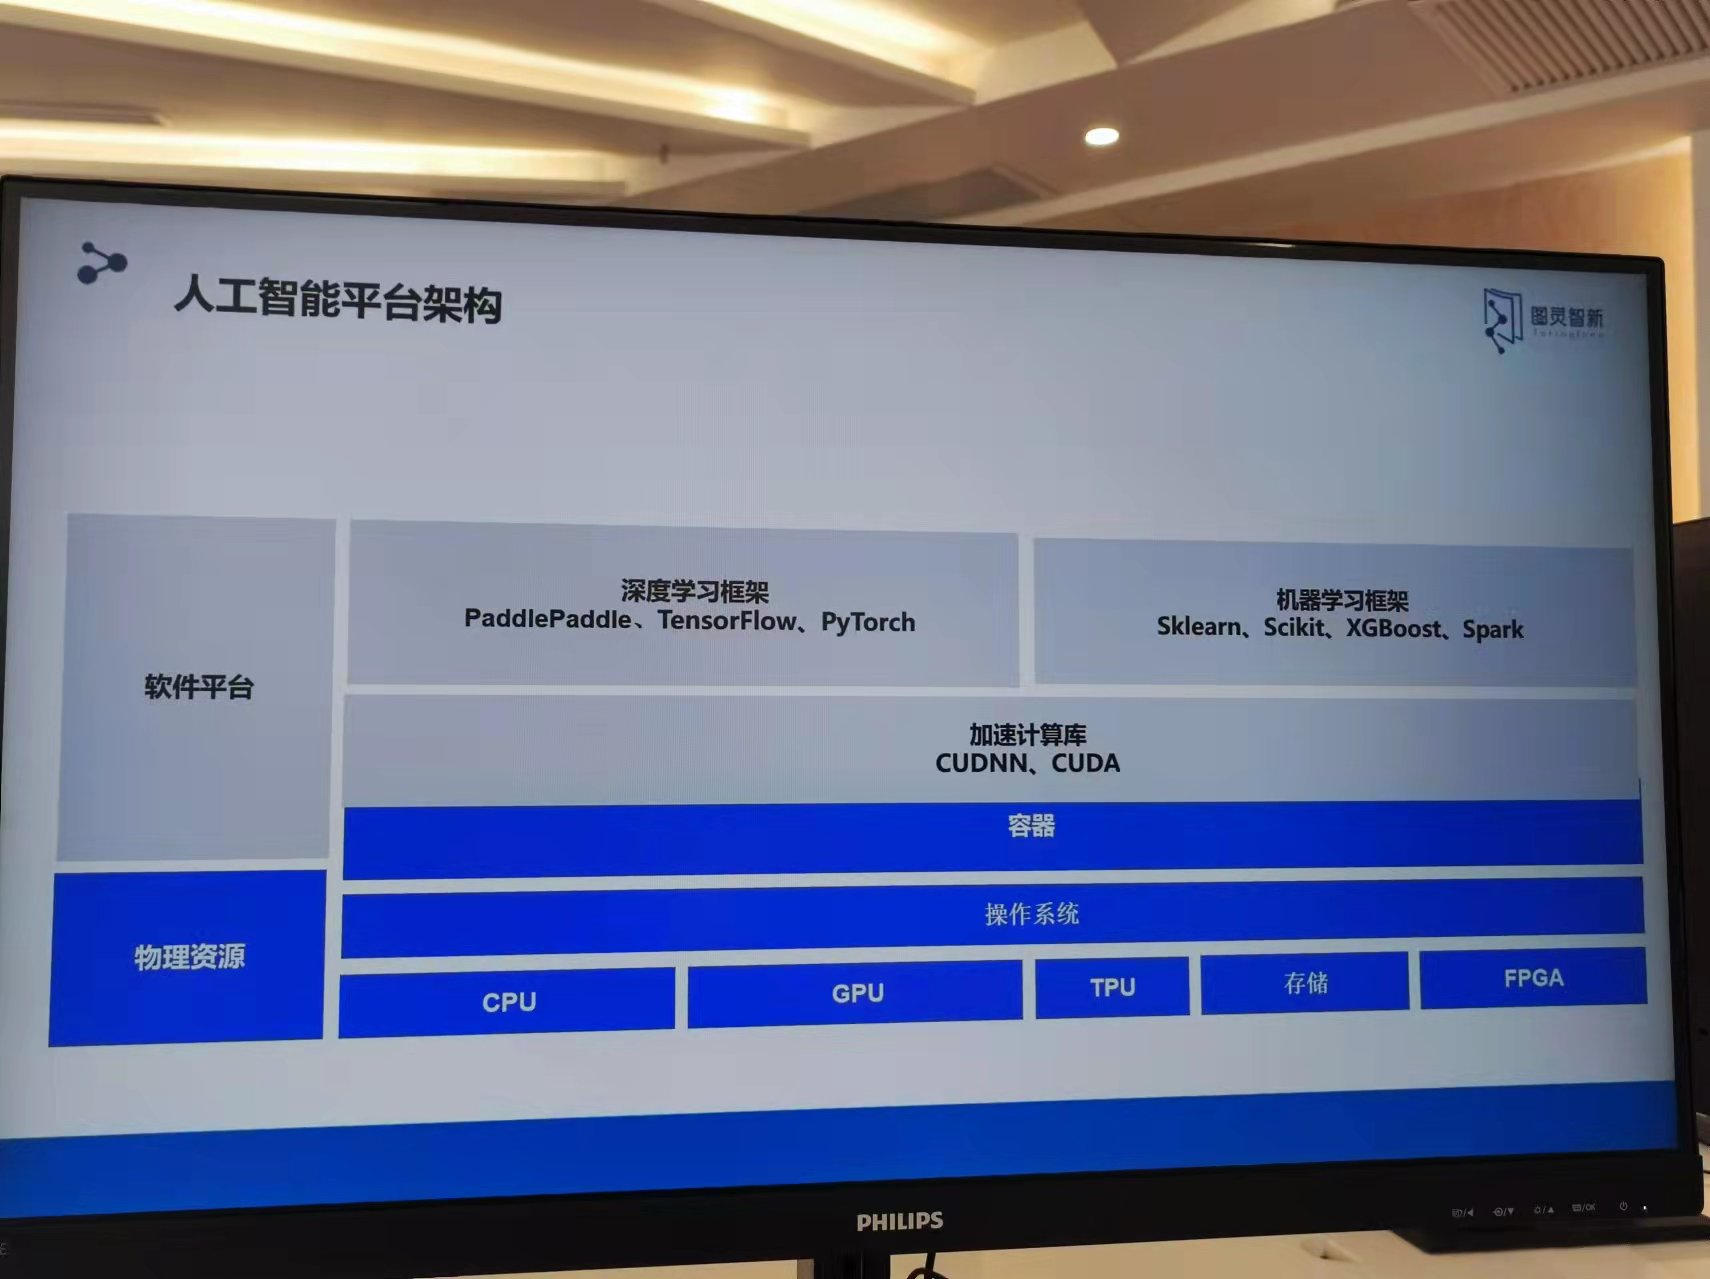 人工智能平台架构
图灵智新
软件平台
深度学习框架
PaddlePaddle、TensorFlow、PyTorch
机器学习框架
Sklearn、Scikit、XGBoost、Spark
加速计算库
CUDNN、CUDA
容器
物理资源
操作系统
CPU
GPU
TPU
存储
FPGA
PHILIPS